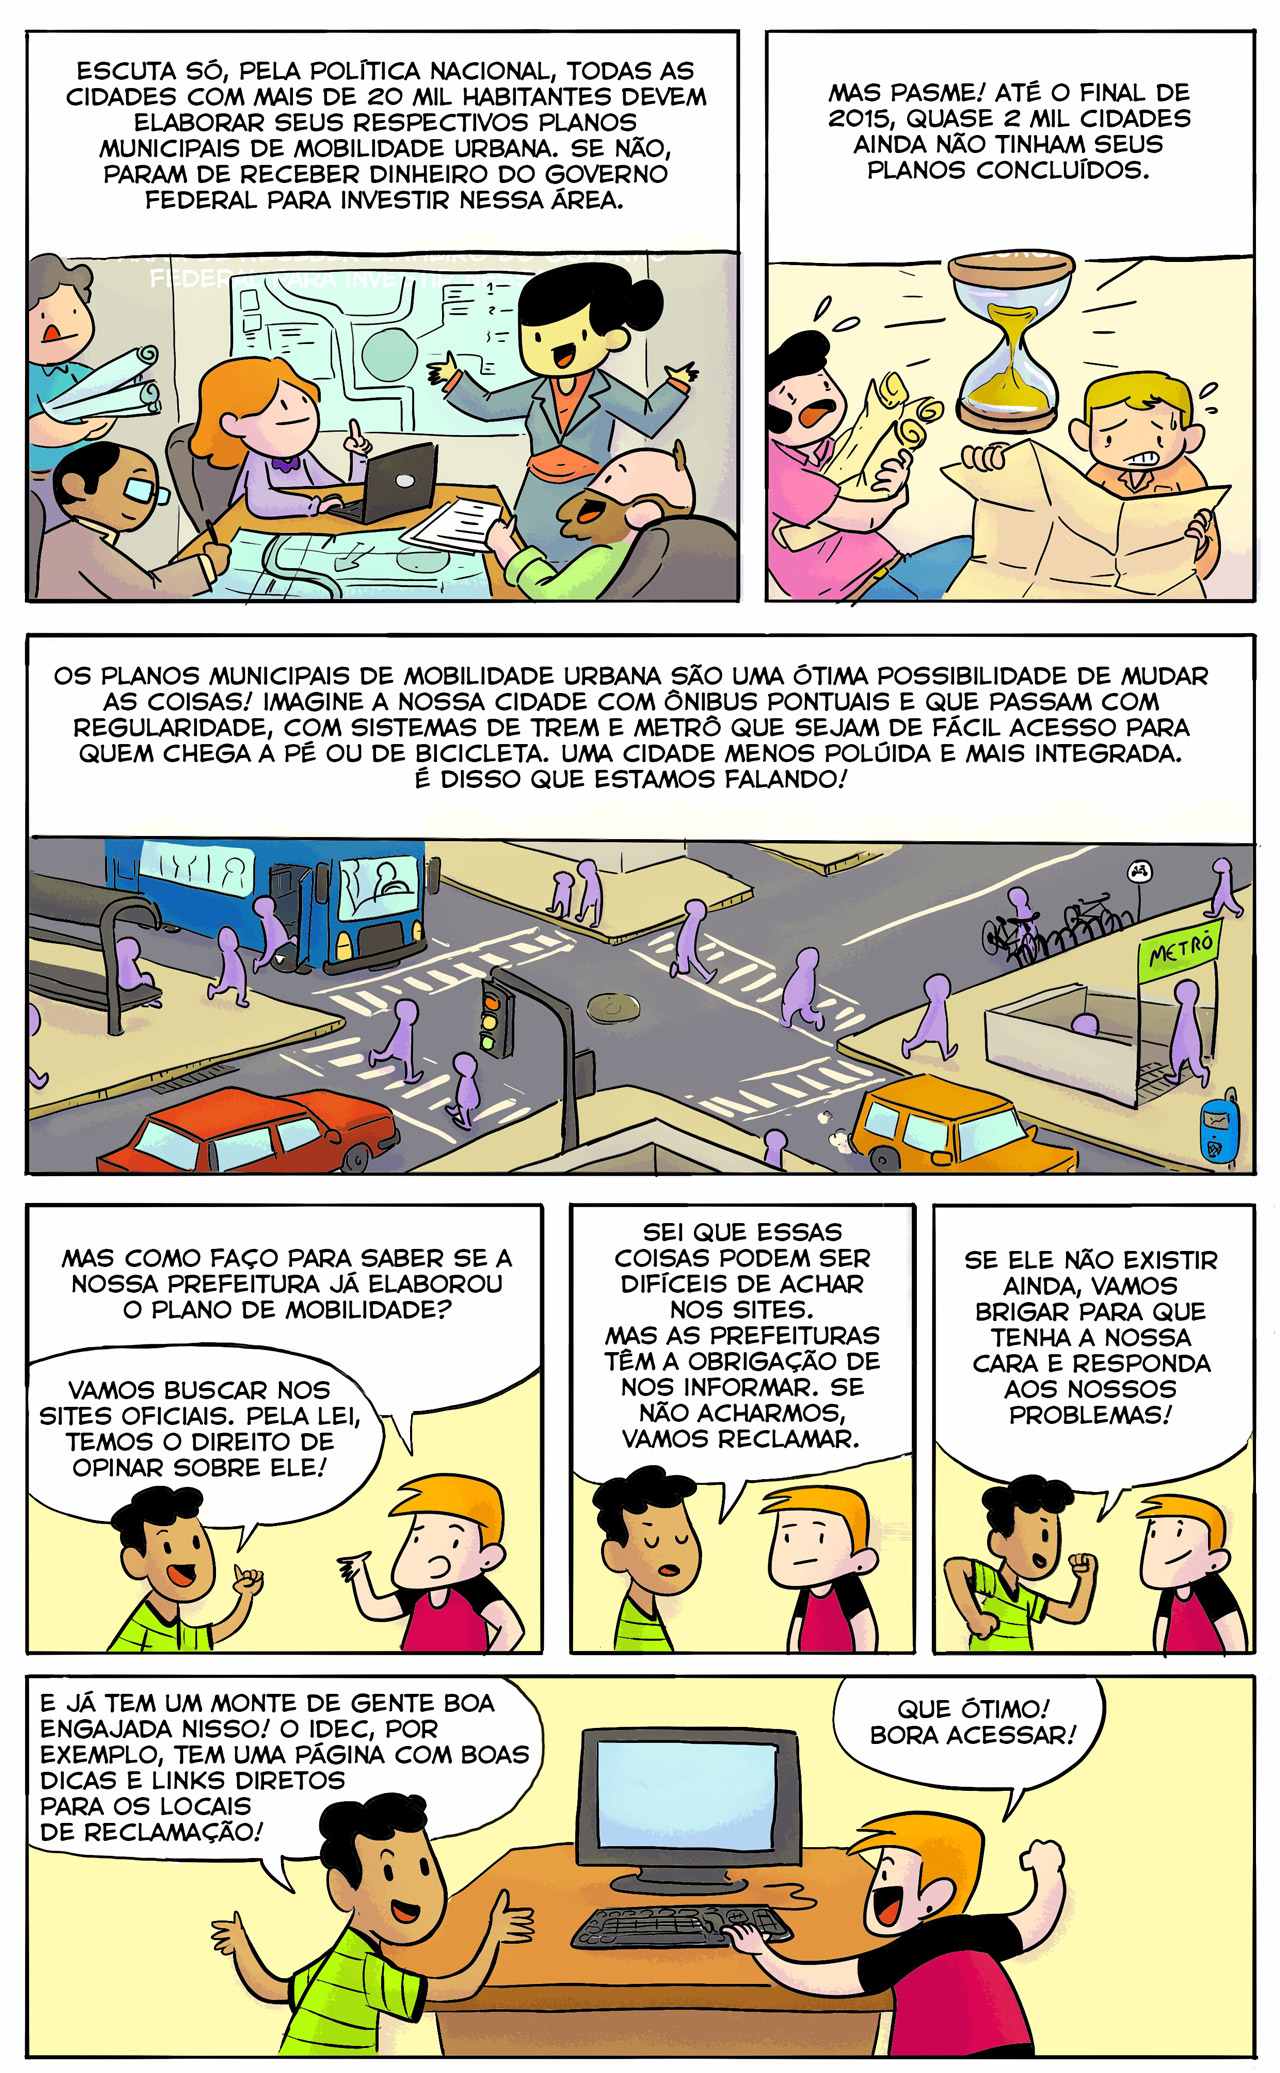 ESCUTA SÓ, PELA POLÍTICA NACIONAL, TODAS AS
CIDADES COM MAIS DE 20 MIL HABITANTES DEVEM
ELABORAR SEUS RESPECTIVOS PLANOS
MUNICIPAIS DE MOBILIDADE URBANA. SE NÃO,
PARAM DE RECEBER DINHEIRO DO GOVERNO
FEDERAL PARA INVESTIR NESSA ÁREA.
FEDERAL PARA INVESTIR
1
2
3
MAS PASME! ATÉ O FINAL DE
2015, QUASE 2 MIL CIDADES
AINDA NÃO TINHAM SEUS
PLANOS CONCLUÍDOS.
OS PLANOS MUNICIPAIS DE MOBILIDADE URBANA SÃO UMA ÓTIMA POSSIBILIDADE DE MUDAR
AS COISAS! IMAGINE A NOSSA CIDADE COM ÔNIBUS PONTUAIS E QUE PASSAM COM
REGULARIDADE, COM SISTEMAS DE TREM E METRÔ QUE SEJAM DE FÁCIL ACESSO PARA
QUEM CHEGA A PÉ OU DE BICICLETA. UMA CIDADE MENOS POLÚIDA E MAIS INTEGRADA.
É DISSO QUE ESTAMOS FALANDO!
METRÔ
MAS COMO FAÇO PARA SABER SE A
NOSSA PREFEITURA JÁ ELABOROU
O PLANO DE MOBILIDADE?
VAMOS BUSCAR NOS
SITES OFICIAIS. PELA LEI,
TEMOS O DIREITO DE
OPINAR SOBRE ELE!
SEI QUE ESSAS
COISAS PODEM SER
DIFÍCEIS DE ACHAR
NOS SITES.
MAS AS PREFEITURAS
TÊM A OBRIGAÇÃO DE
NOS INFORMAR. SE
NÃO ACHARMOS,
VAMOS RECLAMAR.
SE ELE NÃO EXISTIR
AINDA, VAMOS
BRIGAR PARA QUE
TENHA A NOSSA
CARA E RESPONDA
AOS NOSSOS
PROBLEMAS!
E JÁ TEM UM MONTE DE GENTE BOA
ENGAJADA NISSO! O IDEC, POR
EXEMPLO, TEM UMA PÁGINA COM BOAS
DICAS E LINKS DIRETOS
PARA OS LOCAIS
DE RECLAMAÇÃO!
QUE ÓTIMO!
BORA ACESSAR!